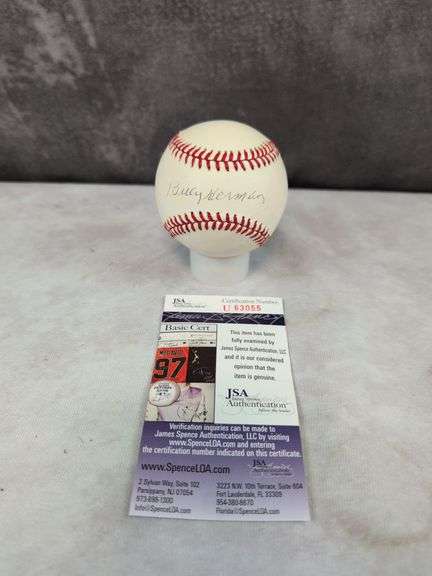 Billy Herman
JSA Certification Number
U 63055
Basic Cert
This item has been
fully examined by
James Spence Authentication, LLC
and it is our considered
opinion that the
item is genuine.
97
JSA
Authentication
Verification inquiries can be made to
James Spence Authentication, LLC by visiting
www.SpenceLOA.com and entering
the certification number indicated on this certificate.
www.SpenceLOA.com
JSA
2 Sylvan Way, Suite 102
Parsippany, NJ 07054
973-898-1300
Info@SpenceLOA.com
3223 N.W. 10th Terrace, Suite 604
Fort Lauderdale, FL 33309
954-380-8670
Florida@SpenceLOA.com